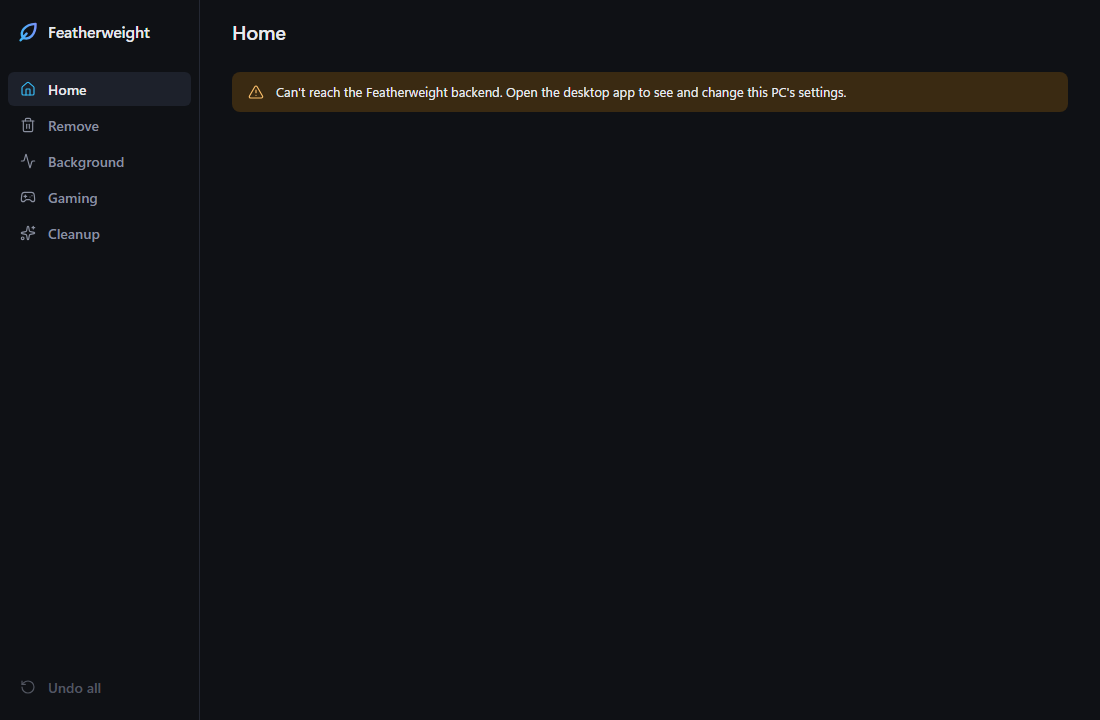 Featherweight
Home
Home
Can't reach the Featherweight backend. Open the desktop app to see and change this PC's settings.
Remove
Background
Gaming
Cleanup
Undo all